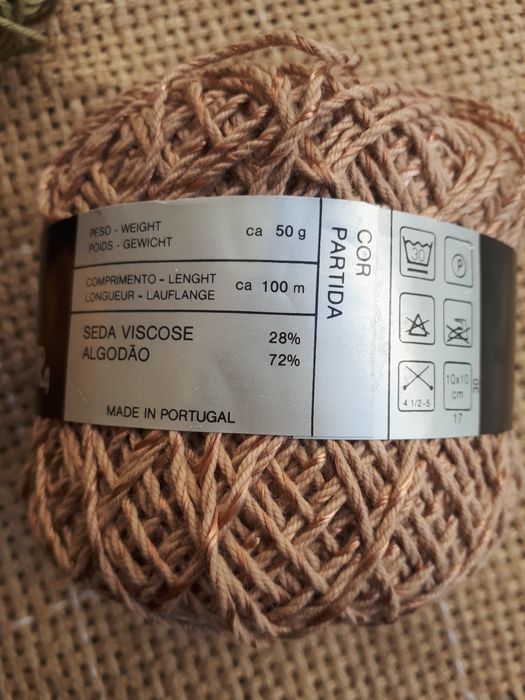 PESO - WEIGHT
POIDS - GEWICHT
ca 50 g
COMPRIMENTO - LENGHT
LONGUEUR - LAUFLANGE
ca 100 m
SEDA VISCOSE 28%
ALGODÃO 72%
MADE IN PORTUGAL
COR
PARTIDA
30
P
A
4 1/2-5
10x10
cm
17